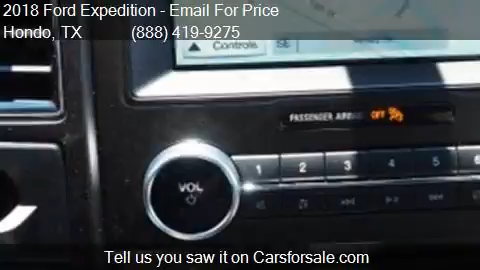 2018 Ford Expedition - Email For Price
Hondo, TX (888) 419-9275
Controls
PASSENGER AIRBAG OFF
VOL
1 2 3 4 5 6
Tell us you saw it on Carsforsale.com